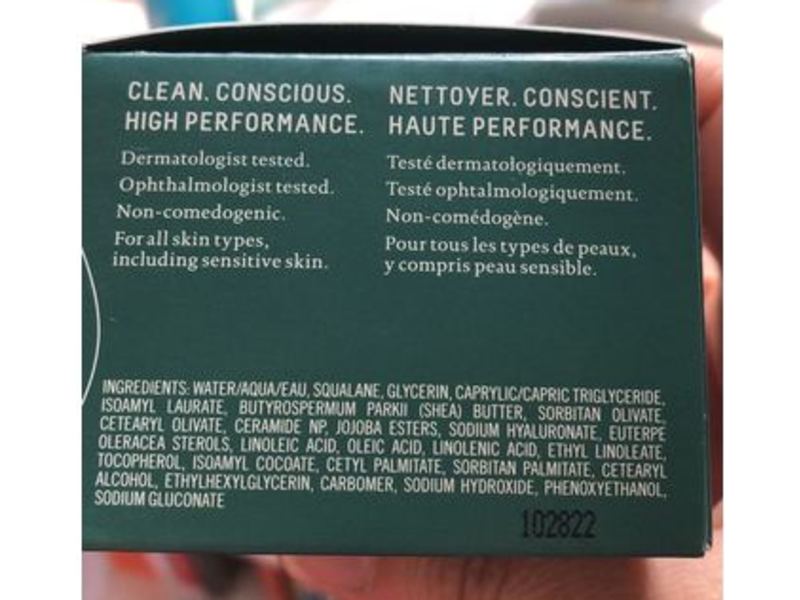 CLEAN. CONSCIOUS.
HIGH PERFORMANCE.
Dermatologist tested.
Ophthalmologist tested.
Non-comedogenic.
For all skin types,
including sensitive skin.
NETTOYER. CONSCIENT.
HAUTE PERFORMANCE.
Testé dermatologiquement.
Testé ophtalmologiquement.
Non-comédogène.
Pour tous les types de peaux,
y compris peau sensible.
INGREDIENTS: WATER/AQUA/EAU, SQUALANE, GLYCERIN, CAPRYLIC/CAPRIC TRIGLYCERIDE,
ISOAMYL LAURATE, BUTYROSPERMUM PARKII (SHEA) BUTTER, SORBITAN OLIVATE,
CETEARYL OLIVATE, CERAMIDE NP, JOJOBA ESTERS, SODIUM HYALURONATE, EUTERPE
OLERACEA STEROLS, LINOLEIC ACID, OLEIC ACID, LINOLENIC ACID, ETHYL LINOLEATE,
TOCOPHEROL, ISOAMYL COCOATE, CETYL PALMITATE, SORBITAN PALMITATE, CETEARYL
ALCOHOL, ETHYLHEXYLGLYCERIN, CARBOMER, SODIUM HYDROXIDE, PHENOXYETHANOL,
SODIUM GLUCONATE
102822